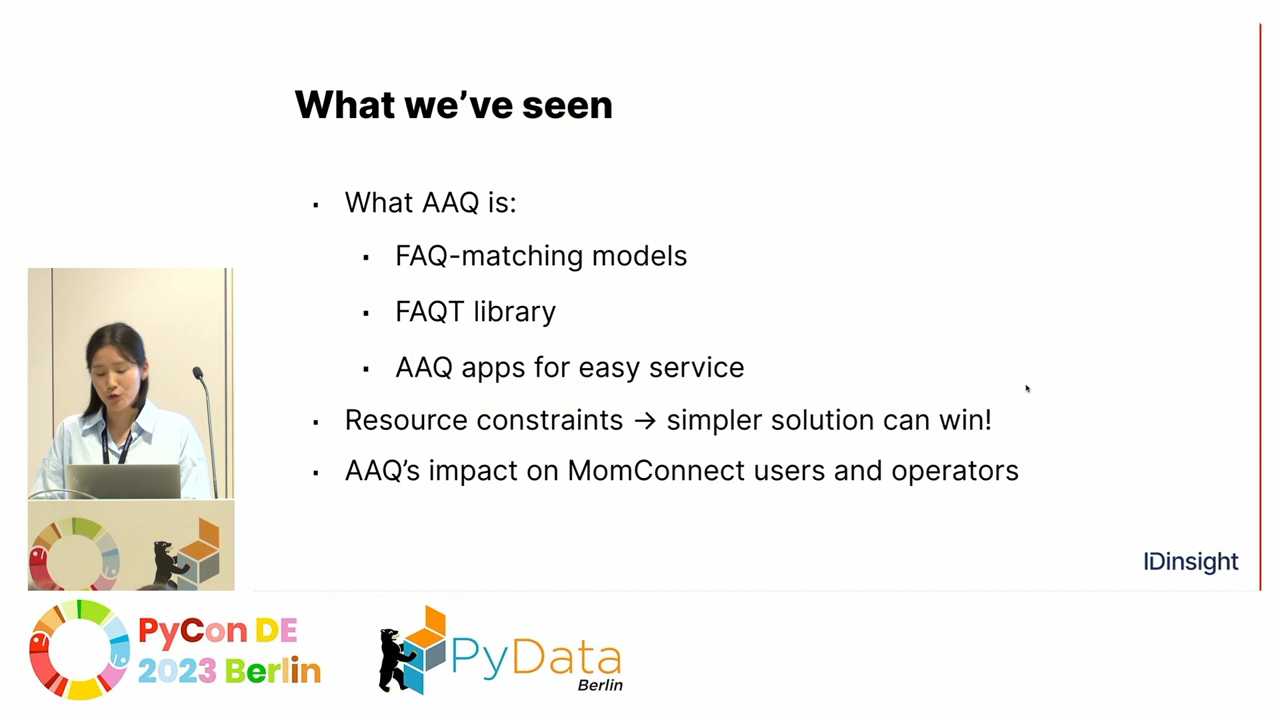 What we've seen
▪ What AAQ is:
▪ FAQ-matching models
▪ FAQT library
▪ AAQ apps for easy service
▪ Resource constraints → simpler solution can win!
▪ AAQ’s impact on MomConnect users and operators
IDinsight
PyCon DE
2023 Berlin
PyData
Berlin